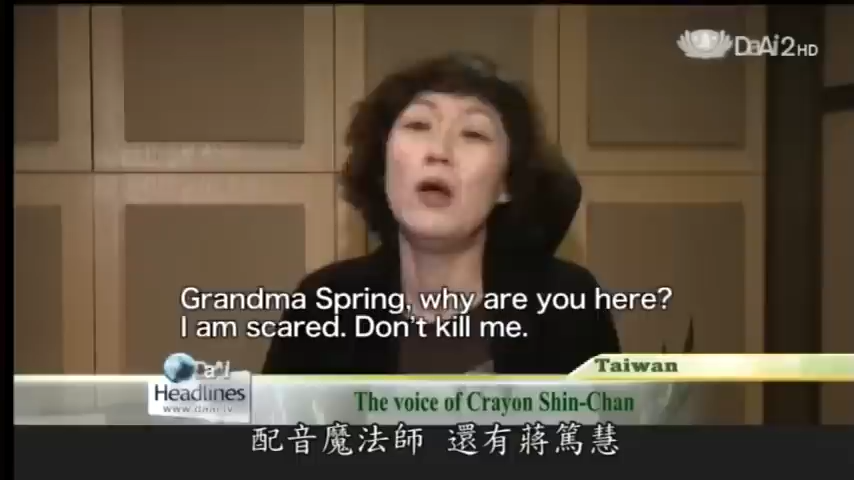 DaAi2HD
Grandma Spring, why are you here?
I am scared. Don't kill me.
Taiwan
DaAi
Headlines
www.daai.tv
The voice of Crayon Shin-Chan
配音魔法師 還有蔣篤慧